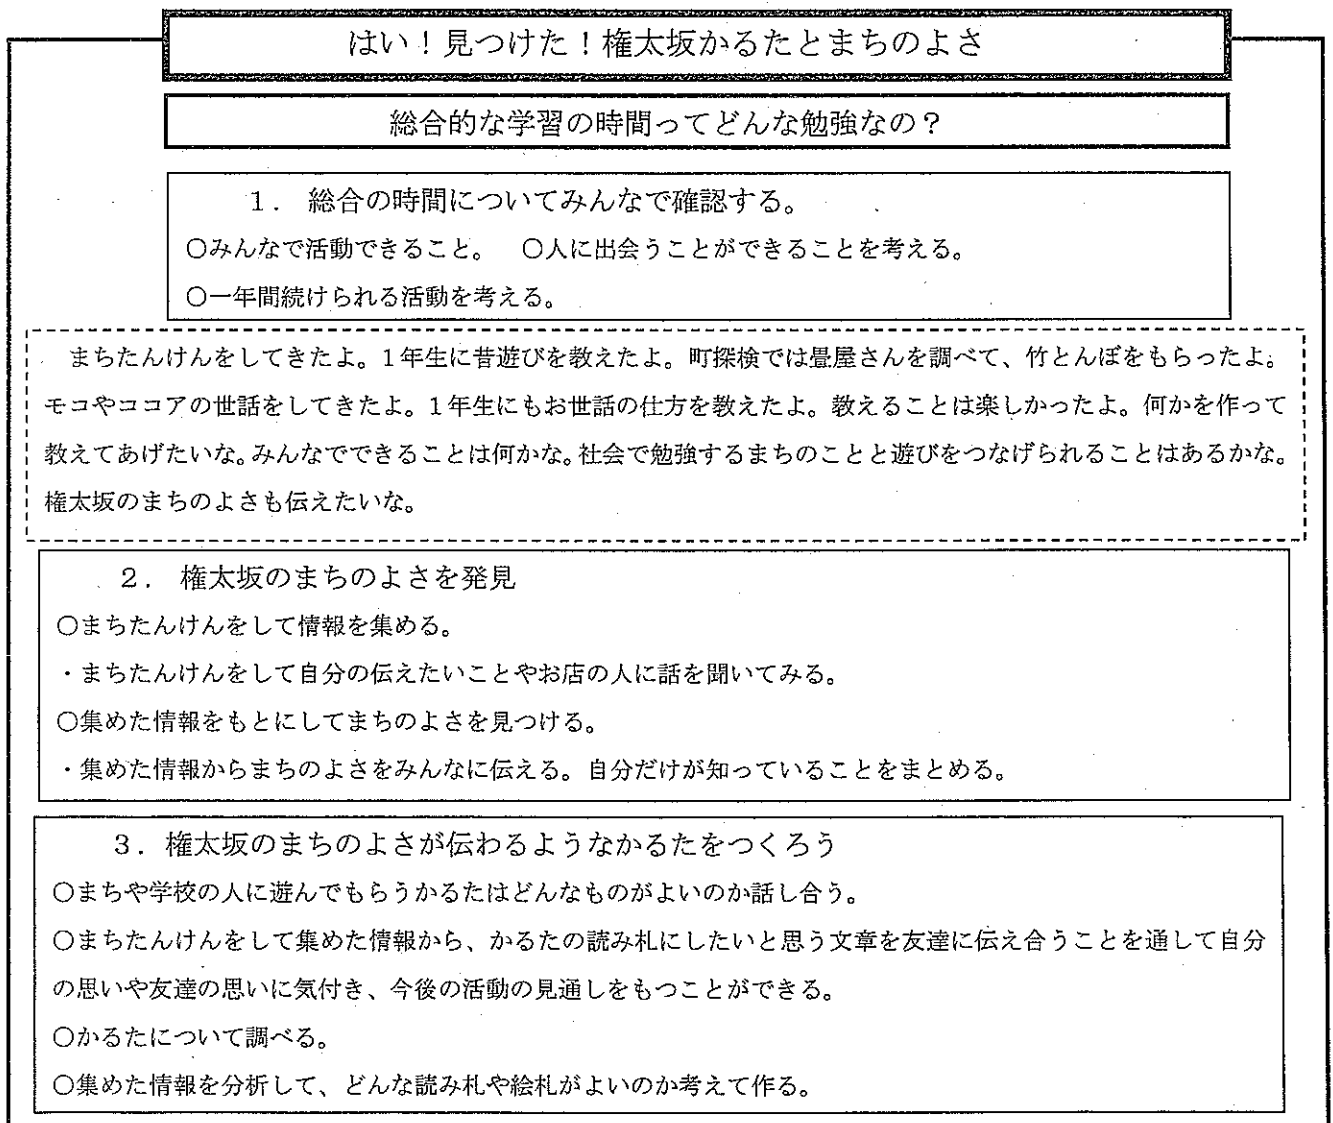 はい！見つけた！権太坂かるたとまちのよさ
総合的な学習の時間ってどんな勉強なの？
１． 総合の時間についてみんなで確認する。
○みんなで活動できること。 ○人に出会うことができることを考える。
○一年間続けられる活動を考える。
まちたんけんをしてきたよ。１年生に昔遊びを教えたよ。町探検では畳屋さんを調べて、竹とんぼをもらったよ。
モコやココアの世話をしてきたよ。１年生にもお世話の仕方を教えたよ。教えることは楽しかったよ。何かを作って
教えてあげたいな。みんなでできることは何かな。社会で勉強するまちのことと遊びをつなげられることはあるかな。
権太坂のまちのよさも伝えたいな。
２． 権太坂のまちのよさを発見
○まちたんけんをして情報を集める。
・まちたんけんをして自分の伝えたいことやお店の人に話を聞いてみる。
○集めた情報をもとにしてまちのよさを見つける。
・集めた情報からまちのよさをみんなに伝える。自分だけが知っていることをまとめる。
３．権太坂のまちのよさが伝わるようなかるたをつくろう
○まちや学校の人に遊んでもらうかるたはどんなものがよいのか話し合う。
○まちたんけんをして集めた情報から、かるたの読み札にしたいと思う文章を友達に伝え合うことを通して自分
の思いや友達の思いに気付き、今後の活動の見通しをもつことができる。
○かるたについて調べる。
○集めた情報を分析して、どんな読み札や絵札がよいのか考えて作る。